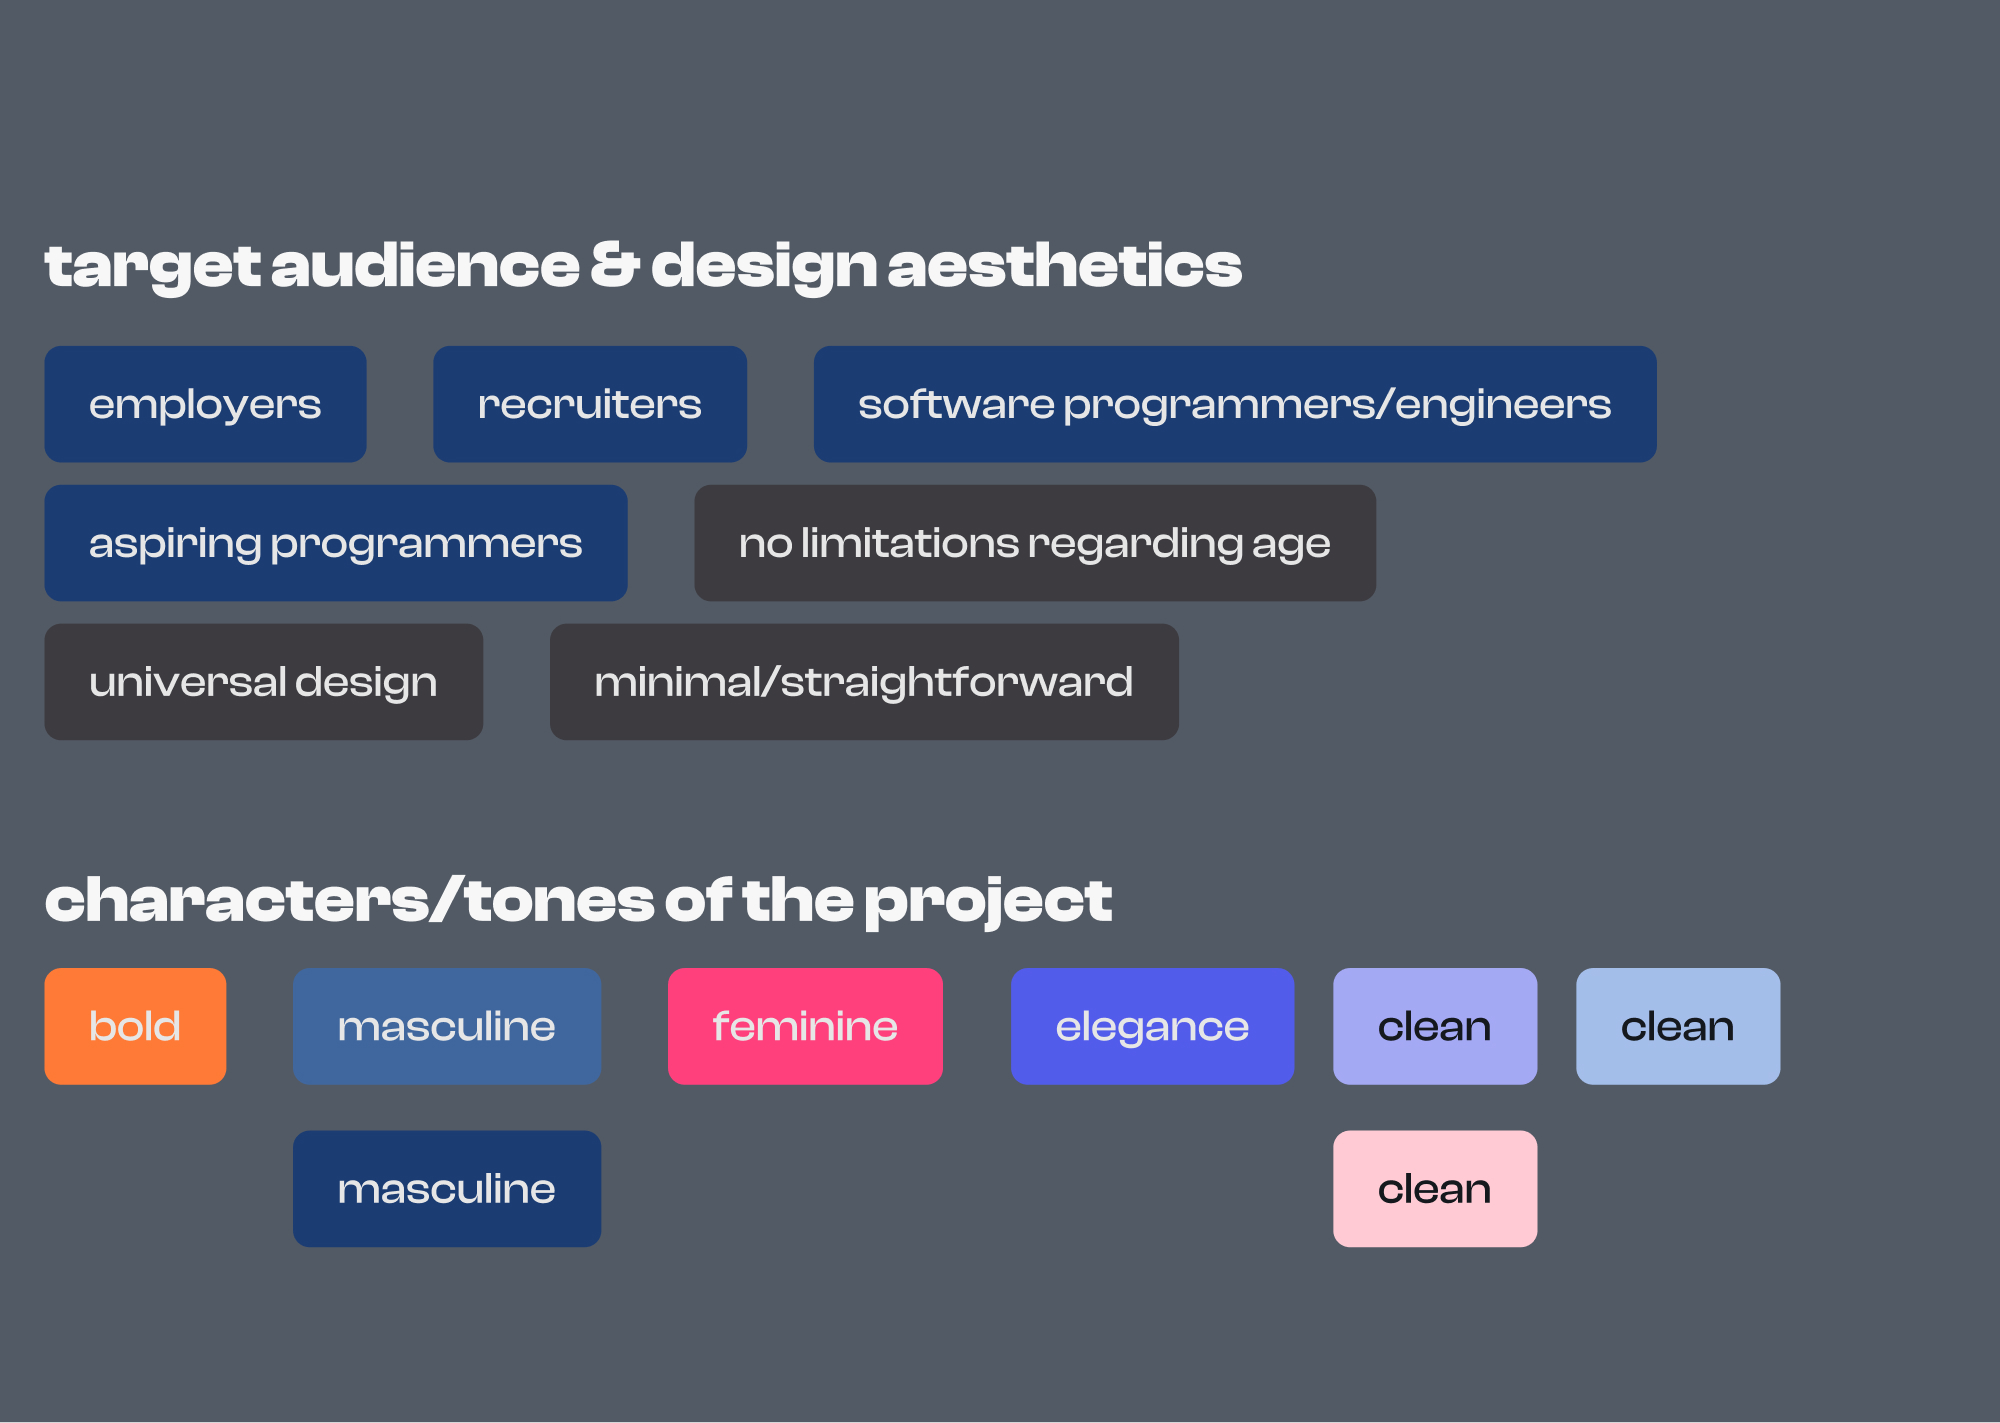 target audience & design aesthetics
employers recruiters software programmers/engineers
aspiring programmers no limitations regarding age
universal design minimal/straightforward
characters/tones of the project
bold masculine feminine elegance clean clean
masculine clean